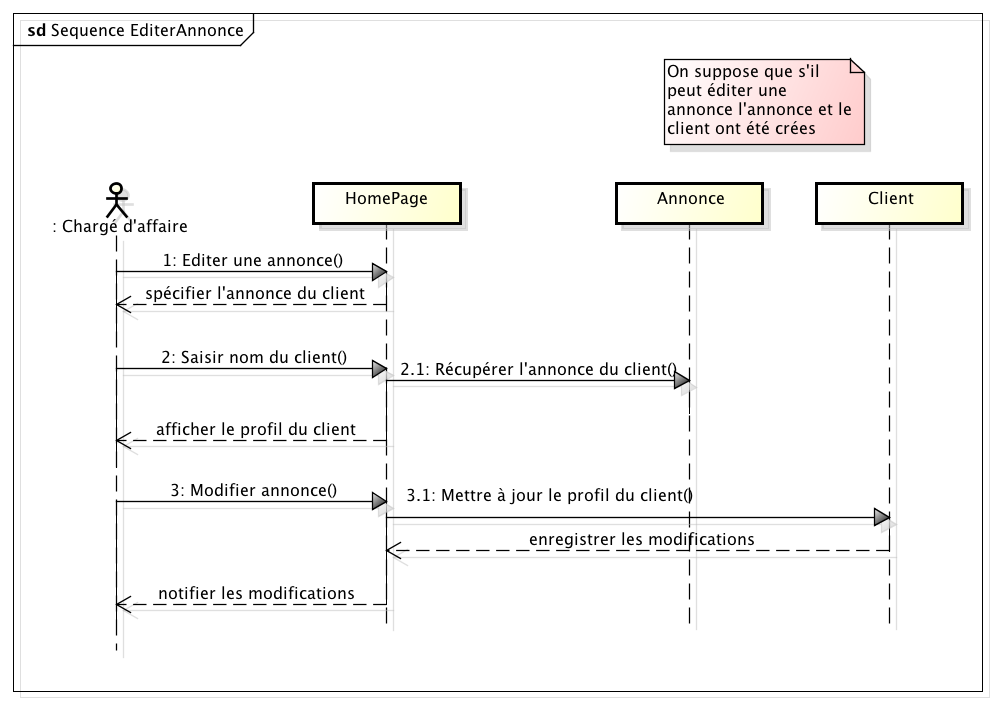 sd Sequence EditerAnnonce
On suppose que s'il
peut éditer une
annonce l'annonce et le
client ont été crées
: Chargé d'affaire
HomePage
Annonce
Client
1: Editer une annonce()
spécifier l'annonce du client
2: Saisir nom du client()
2.1: Récupérer l'annonce du client()
afficher le profil du client
3: Modifier annonce()
3.1: Mettre à jour le profil du client()
enregistrer les modifications
notifier les modifications